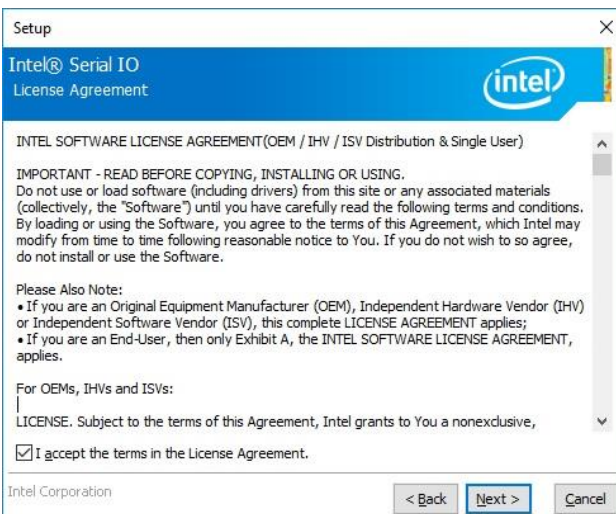 Setup
Intel® Serial IO
License Agreement
intel
INTEL SOFTWARE LICENSE AGREEMENT(OEM / IHV / ISV Distribution & Single User)
IMPORTANT - READ BEFORE COPYING, INSTALLING OR USING.
Do not use or load software (including drivers) from this site or any associated materials
(collectively, the "Software") until you have carefully read the following terms and conditions.
By loading or using the Software, you agree to the terms of this Agreement, which Intel may
modify from time to time following reasonable notice to You. If you do not wish to so agree,
do not install or use the Software.
Please Also Note:
• If you are an Original Equipment Manufacturer (OEM), Independent Hardware Vendor (IHV)
or Independent Software Vendor (ISV), this complete LICENSE AGREEMENT applies;
• If you are an End-User, then only Exhibit A, the INTEL SOFTWARE LICENSE AGREEMENT,
applies.
For OEMs, IHVs and ISVs:
LICENSE. Subject to the terms of this Agreement, Intel grants to You a nonexclusive,
I accept the terms in the License Agreement.
Intel Corporation
< Back Next > Cancel